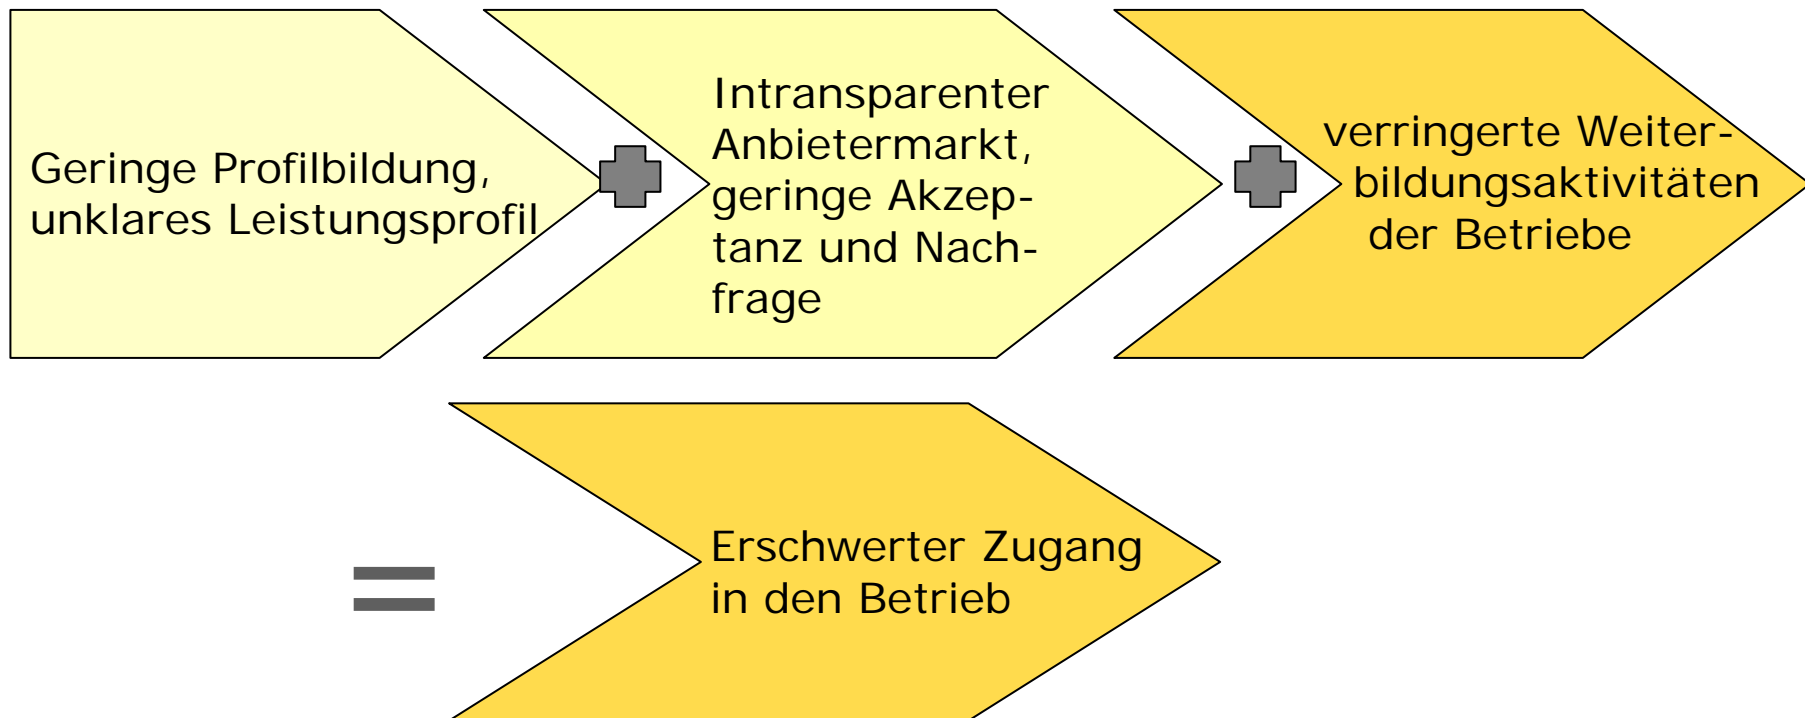 Geringe Profilbildung,
unklares Leistungsprofil
Intransparenter
Anbietermarkt,
geringe Akzep-
tanz und Nach-
frage
verringerte Weiter-
bildungsaktivitäten
der Betriebe
=
Erschwerter Zugang
in den Betrieb